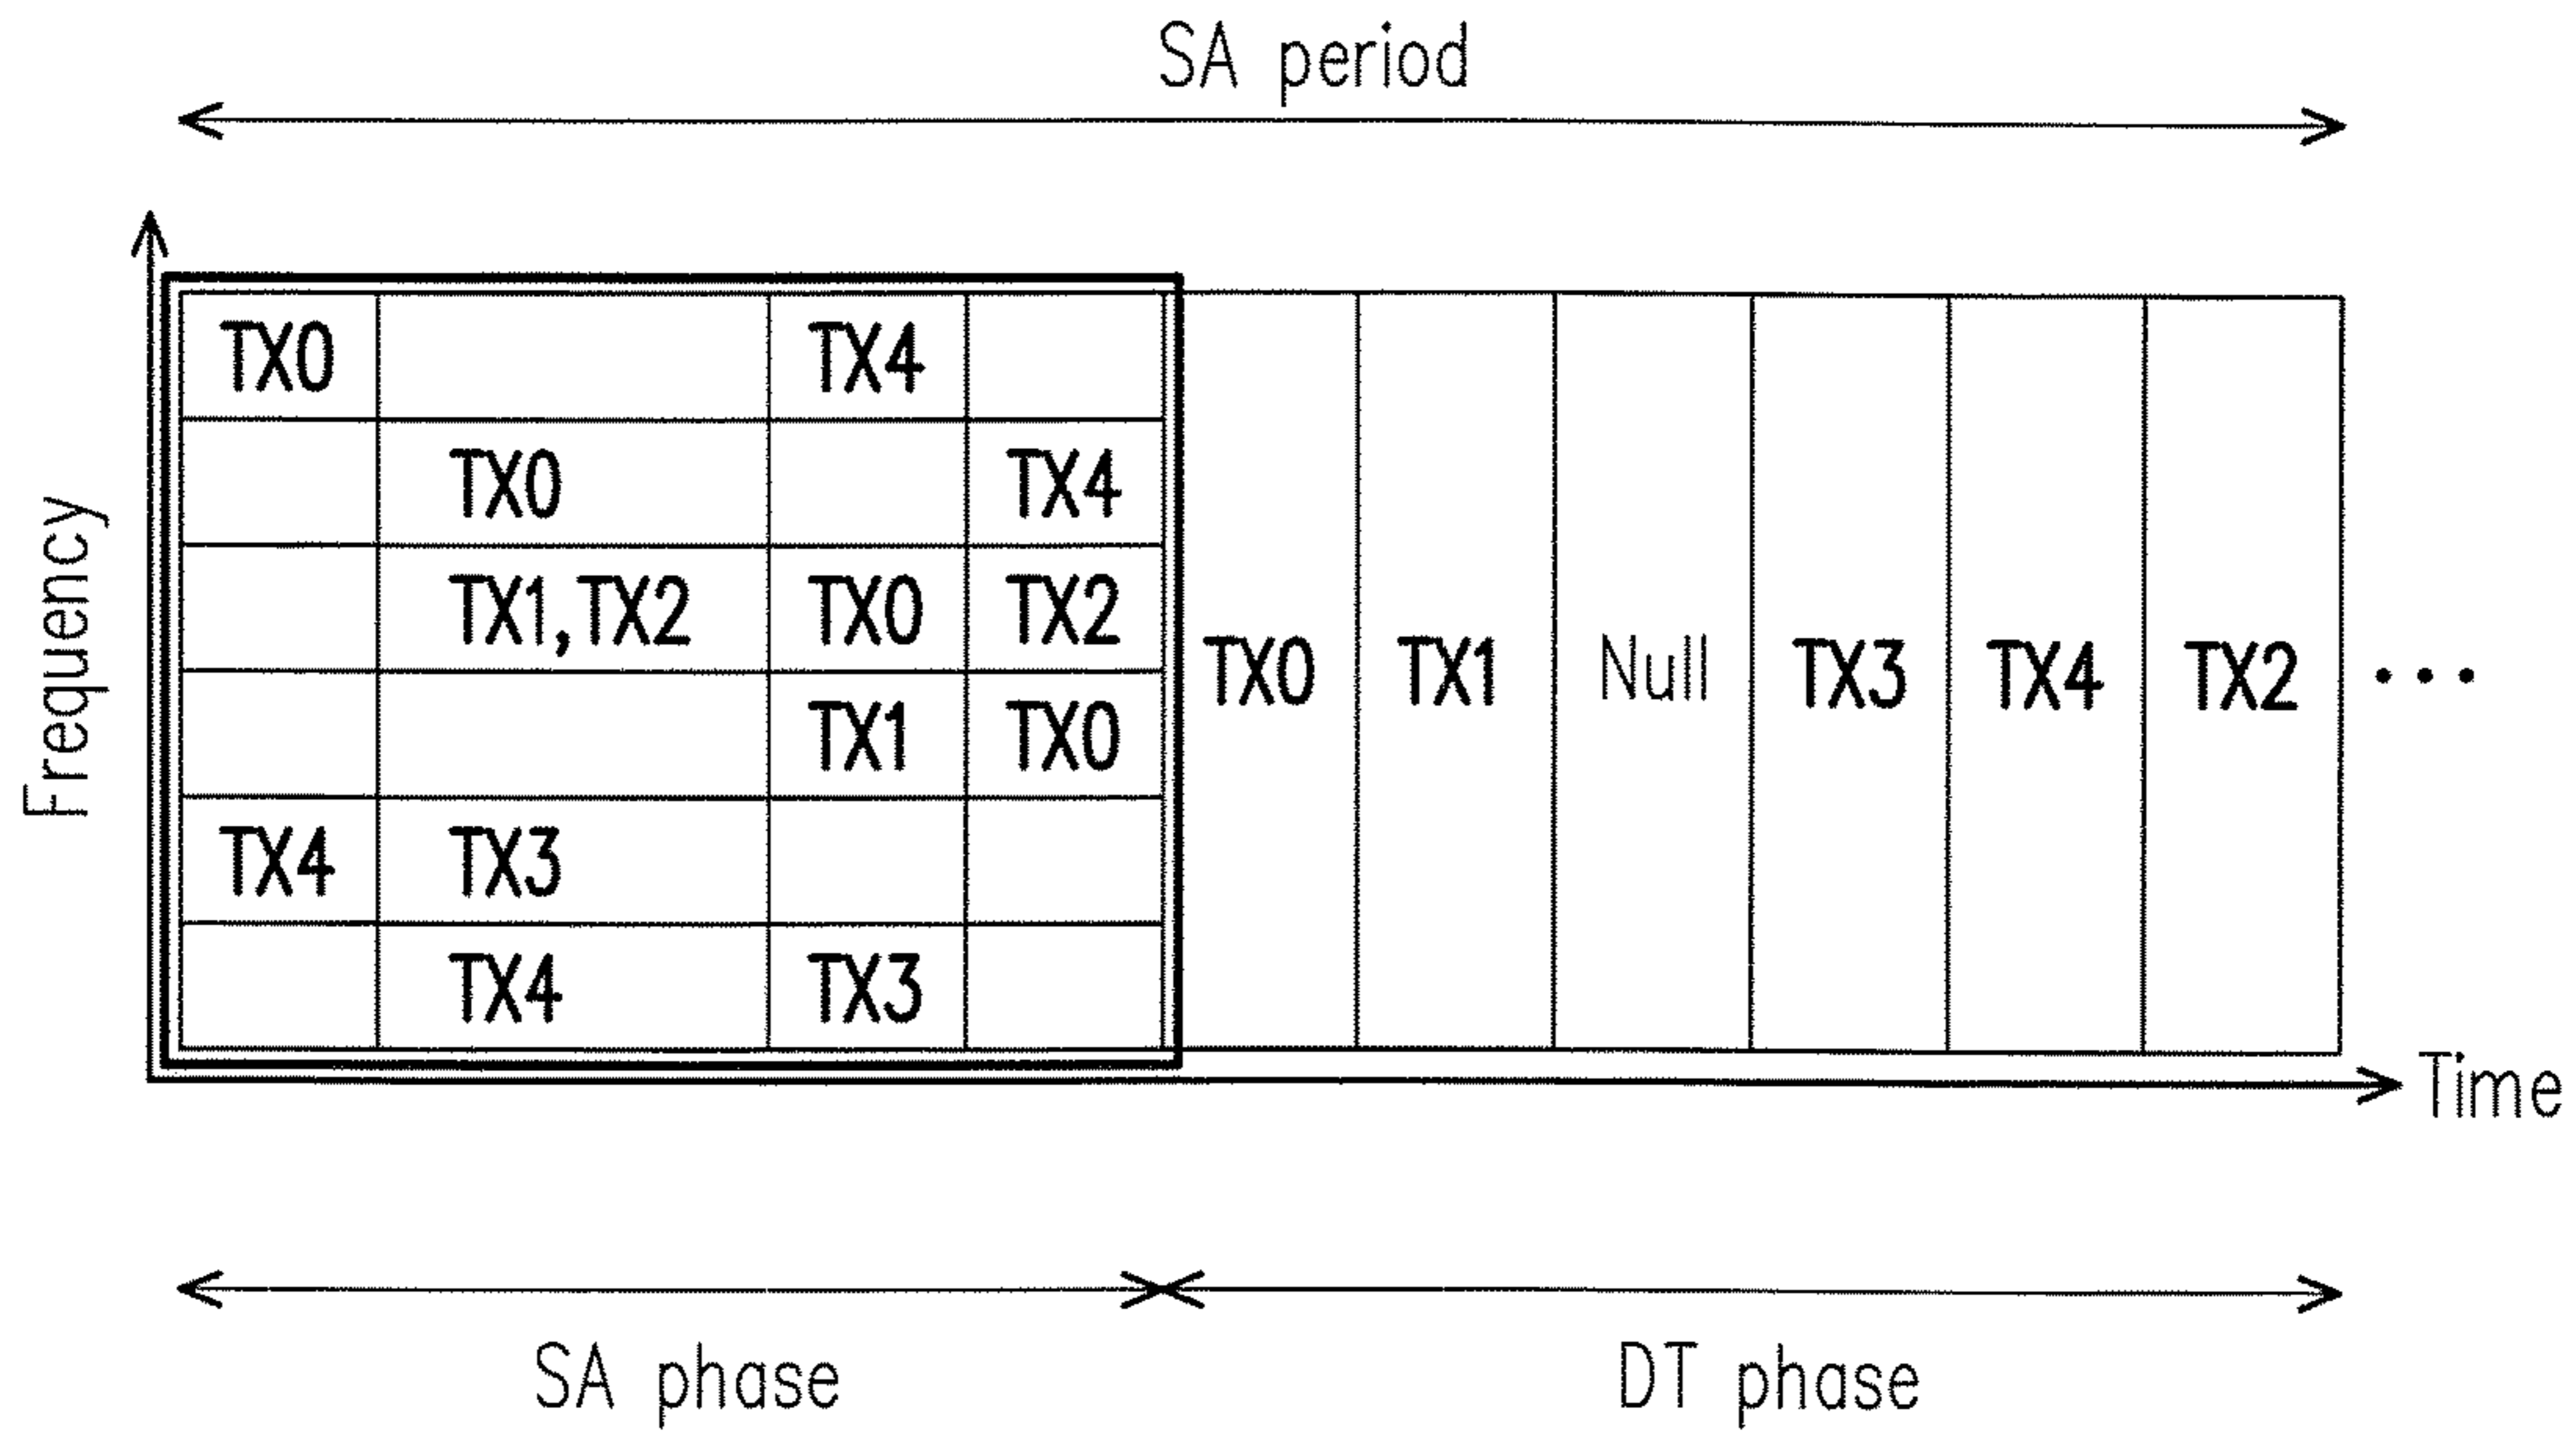 SA period
Frequency
TX0 TX4
TX0 TX4
TX1,TX2 TX0 TX2
TX1 TX0
TX4 TX3
TX4 TX3
TX0 TX1 Null TX3 TX4 TX2 ...
Time
SA phase DT phase